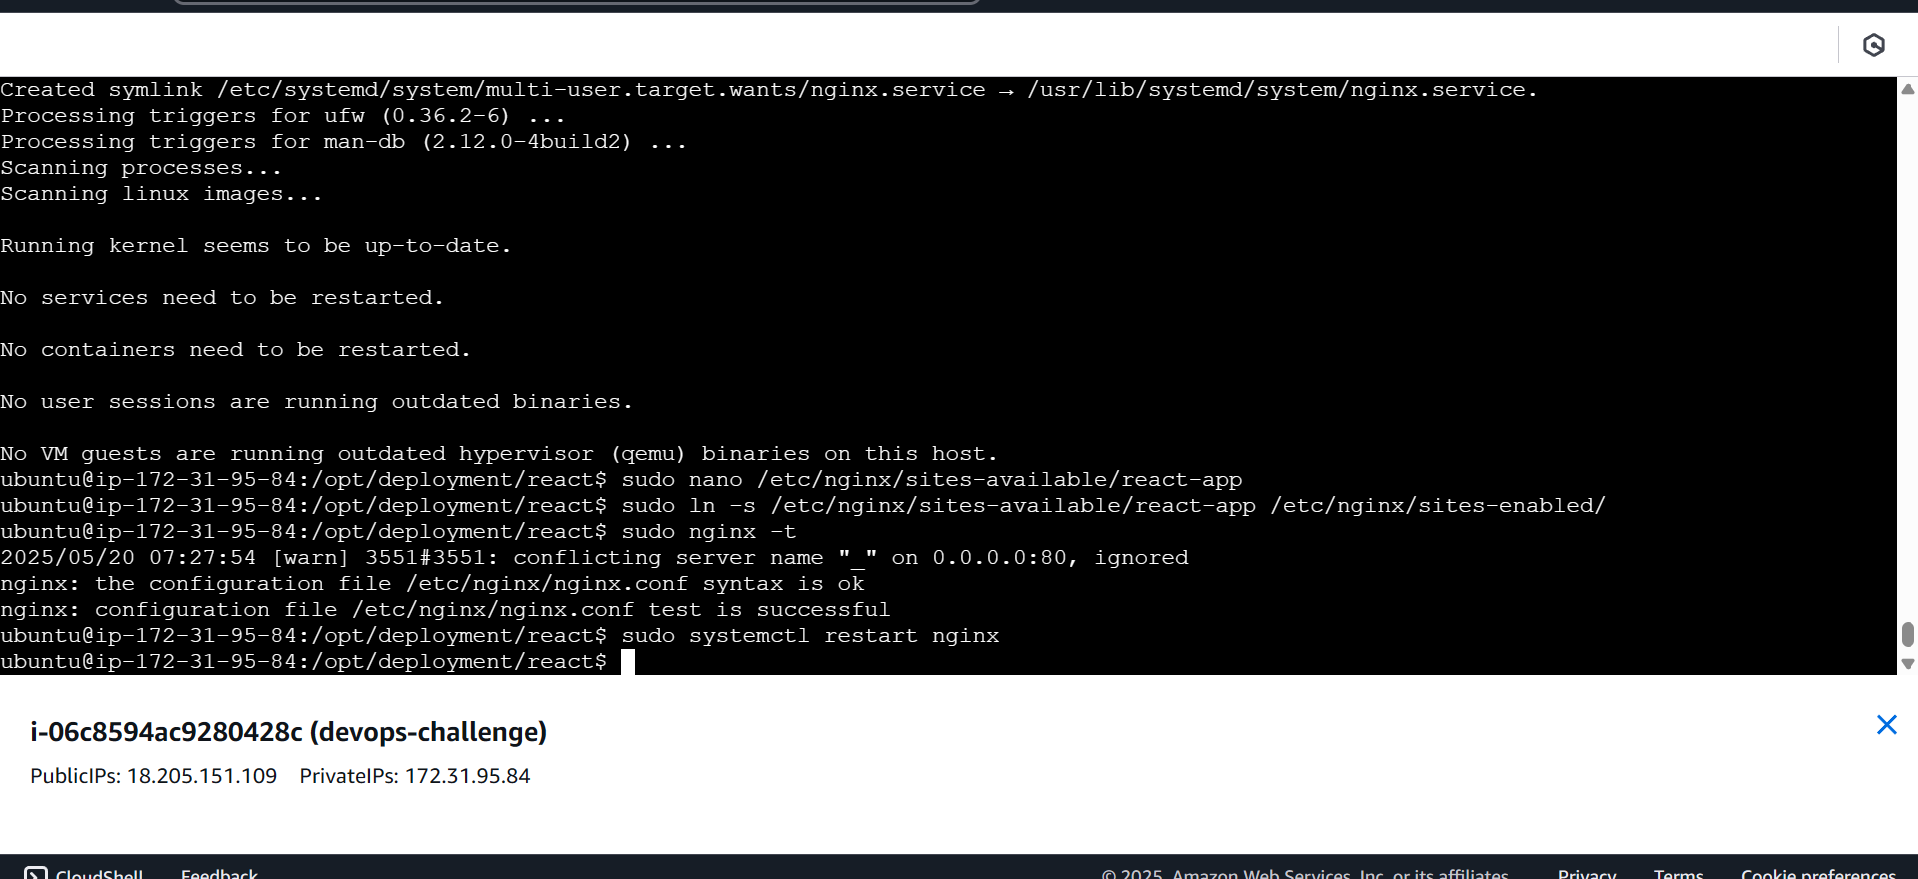 Created symlink /etc/systemd/system/multi-user.target.wants/nginx.service → /usr/lib/systemd/system/nginx.service.
Processing triggers for ufw (0.36.2-6) ...
Processing triggers for man-db (2.12.0-4build2) ...
Scanning processes...
Scanning linux images...
Running kernel seems to be up-to-date.
No services need to be restarted.
No containers need to be restarted.
No user sessions are running outdated binaries.
No VM guests are running outdated hypervisor (qemu) binaries on this host.
ubuntu@ip-172-31-95-84:/opt/deployment/react$ sudo nano /etc/nginx/sites-available/react-app
ubuntu@ip-172-31-95-84:/opt/deployment/react$ sudo ln -s /etc/nginx/sites-available/react-app /etc/nginx/sites-enabled/
ubuntu@ip-172-31-95-84:/opt/deployment/react$ sudo nginx -t
2025/05/20 07:27:54 [warn] 3551#3551: conflicting server name "_" on 0.0.0.0:80, ignored
nginx: the configuration file /etc/nginx/nginx.conf syntax is ok
nginx: configuration file /etc/nginx/nginx.conf test is successful
ubuntu@ip-172-31-95-84:/opt/deployment/react$ sudo systemctl restart nginx
ubuntu@ip-172-31-95-84:/opt/deployment/react$
i-06c8594ac9280428c (devops-challenge)
PublicIPs: 18.205.151.109 PrivateIPs: 172.31.95.84
CloudShell Feedback © 2025, Amazon Web Services, Inc. or its affiliates. Privacy Terms Cookie preferences